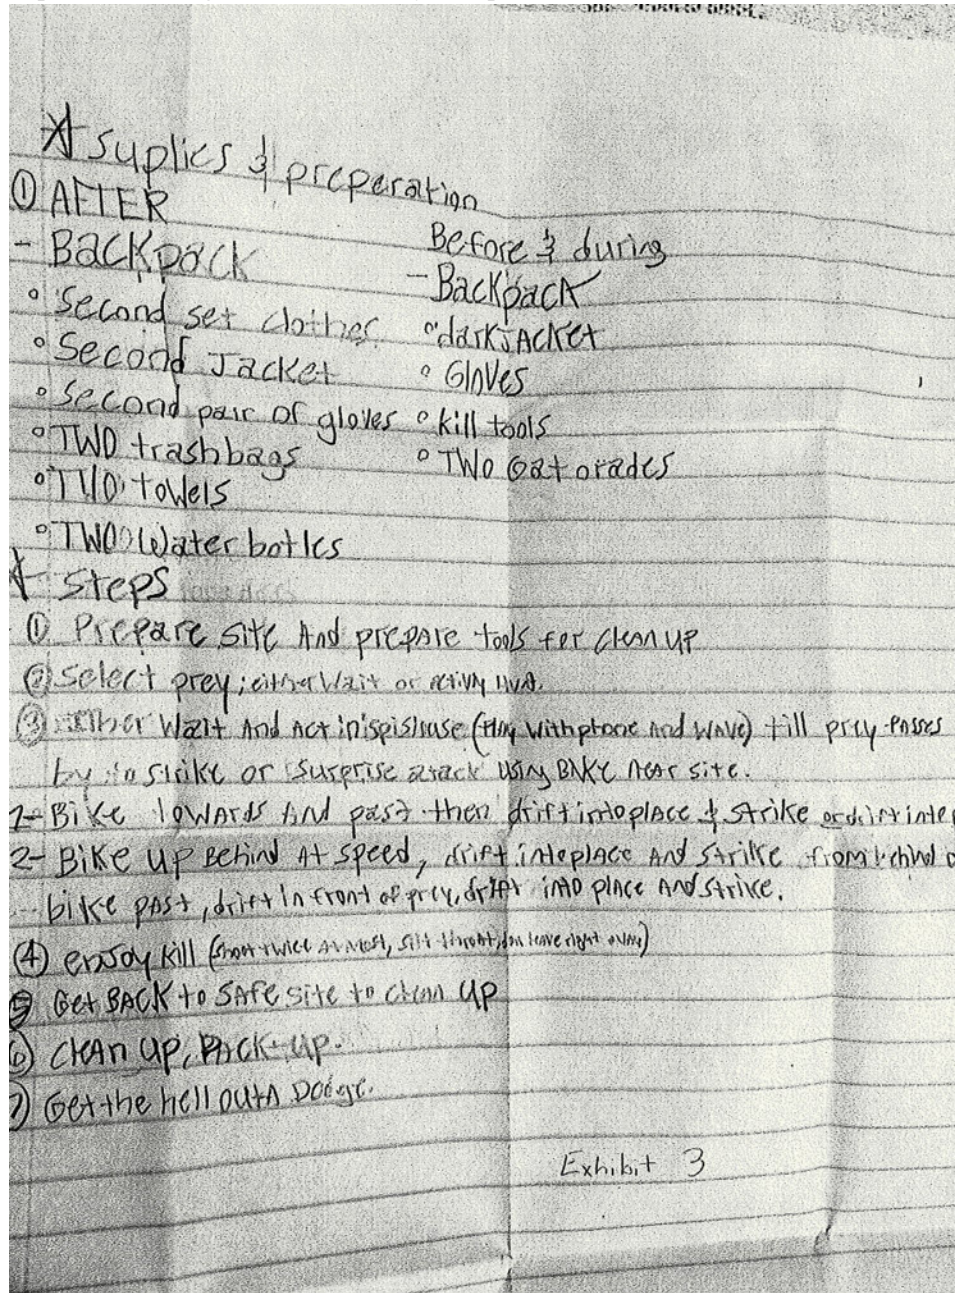 Suplies & preperation
① AFTER
- BACKpack
° Second set clothes
° Second Jacket
° Second pair of gloves
° TWO trashbags
° TWO towels
° TWO Water botles
Before & during
- BACKpack
° dark JACKet
° GLoves
° kill tools
° TWO Gatorades
Steps
① Prepare site And prepare tools for clean up
② Select prey; either Wait or
③ Wait And Act (play with phone And wave) till prey Passes
by to strike or surprise attack using BIKE near site.
1- Bike towards And past then drift into place & strike or drift into
2- Bike up Behind At speed, drift into place And strike from behind
bike past, drift in front of prey, drift into place And strike.
④ enjoy kill (shoot twice At most, slit throat, leave right away)
⑤ Get BACK to SAFe site to clean up
⑥ CleAn up, PACK-up.
⑦ Get the hell outA Dodge.
Exhibit 3